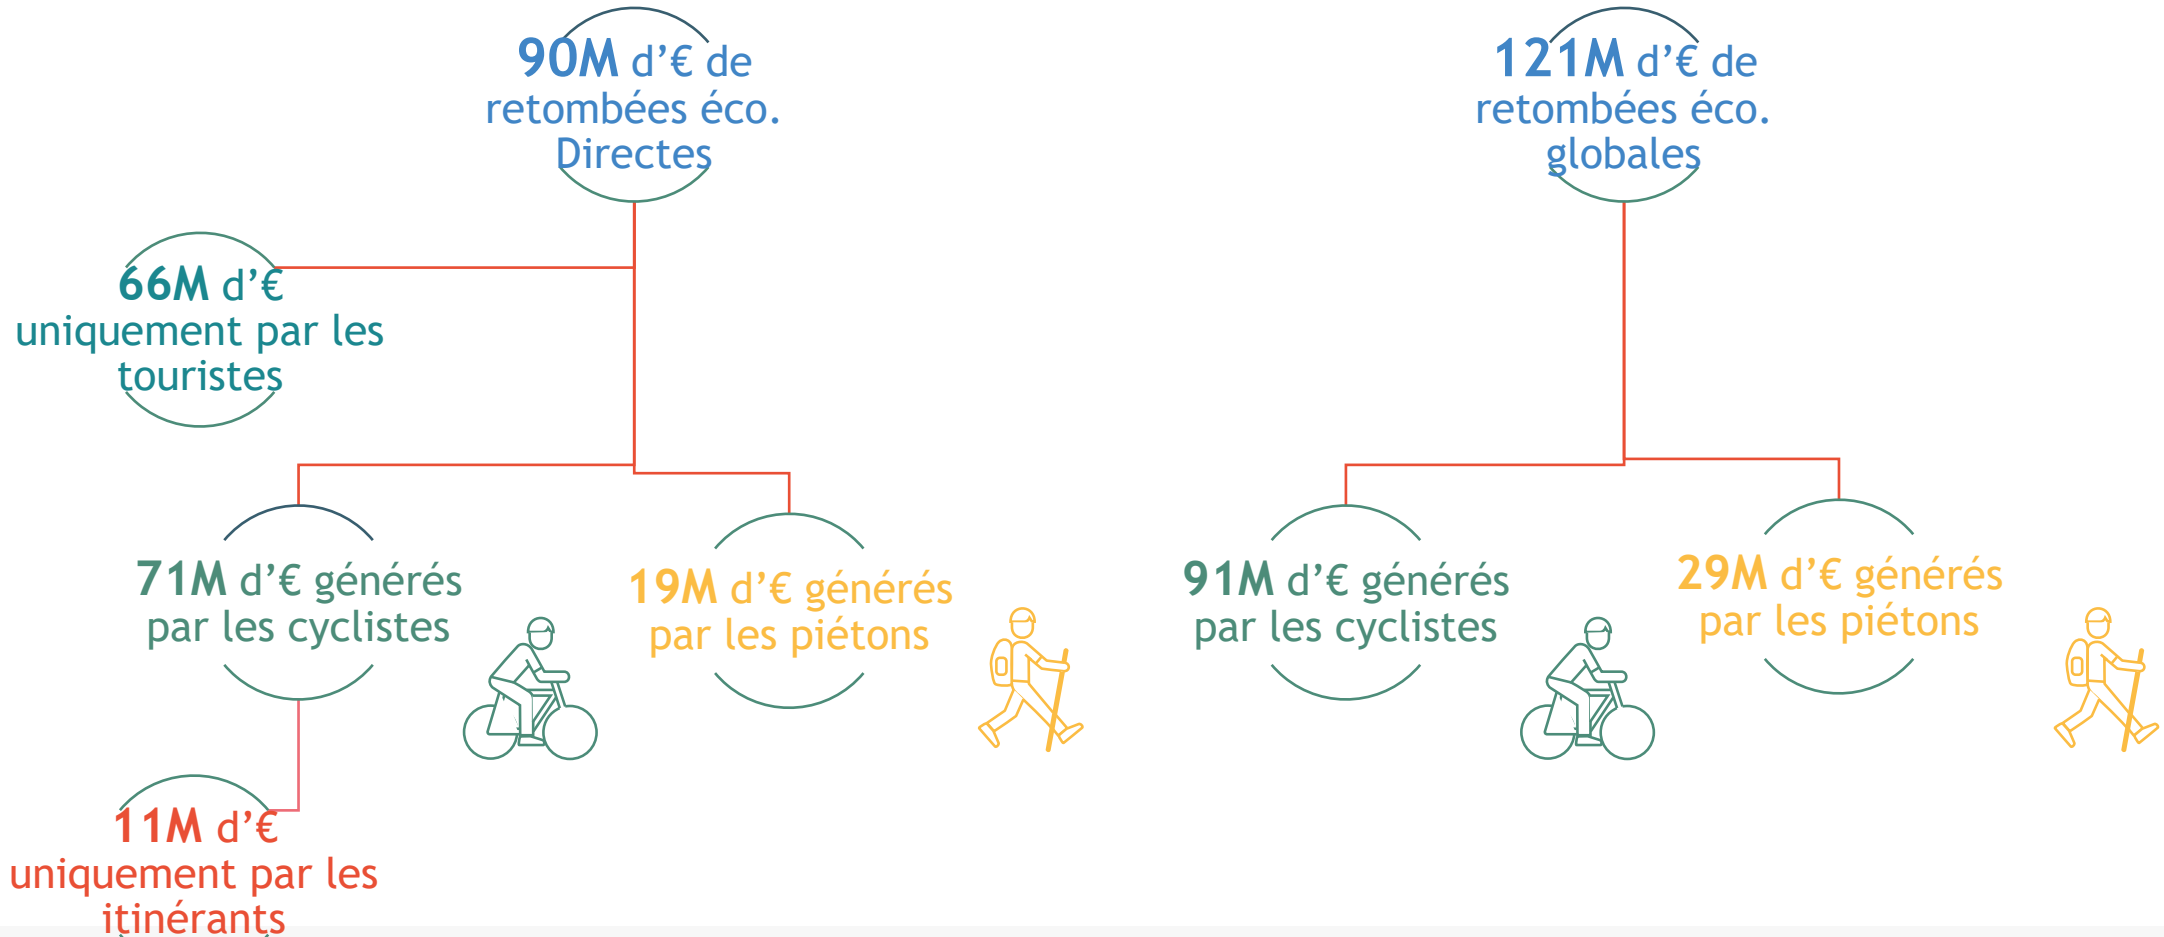 90M d’€ de
retombées éco.
Directes
66M d’€
uniquement par les
touristes
71M d’€ générés
par les cyclistes
19M d’€ générés
par les piétons
11M d’€
uniquement par les
itinérants
121M d’€ de
retombées éco.
globales
91M d’€ générés
par les cyclistes
29M d’€ générés
par les piétons